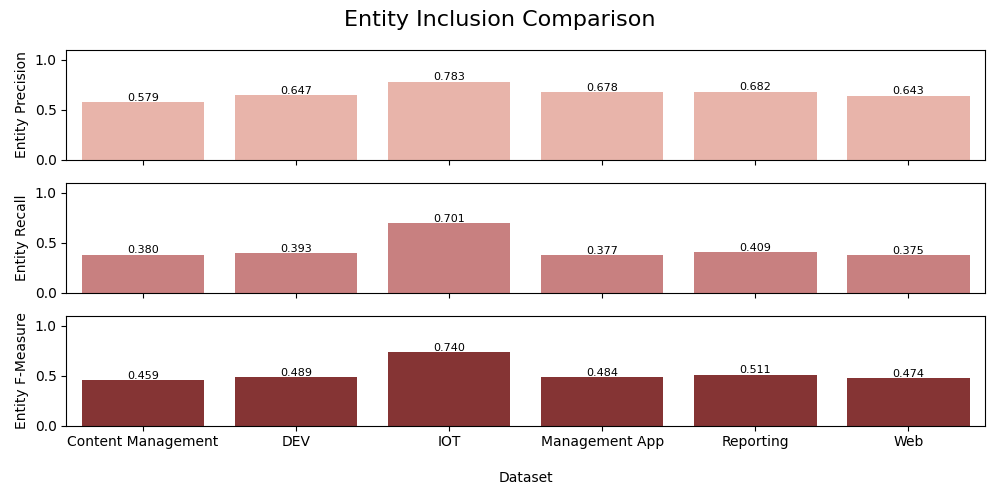 Entity Inclusion Comparison
Entity Precision
1.0
0.5
0.0
0.579
0.647
0.783
0.678
0.682
0.643
Entity Recall
1.0
0.5
0.0
0.380
0.393
0.701
0.377
0.409
0.375
Entity F-Measure
1.0
0.5
0.0
0.459
0.489
0.740
0.484
0.511
0.474
Content Management
DEV
IOT
Management App
Reporting
Web
Dataset